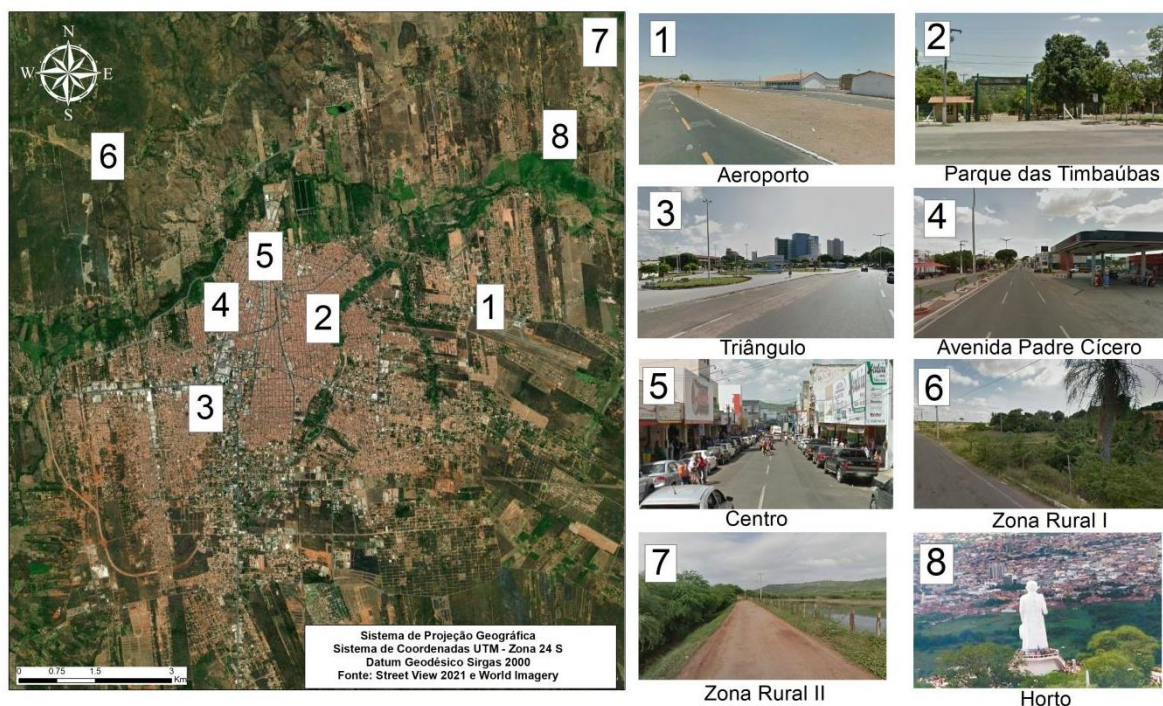 N
W E
S
7
8
6
5
4
1
2
3
0 0.75 1.5 3
Km
Sistema de Projeção Geográfica
Sistema de Coordenadas UTM - Zona 24 S
Datum Geodésico Sirgas 2000
Fonte: Street View 2021 e World Imagery
1
Aeroporto
2
Parque das Timbaúbas
3
Triângulo
4
Avenida Padre Cícero
5
Centro
6
Zona Rural I
7
Zona Rural II
8
Horto